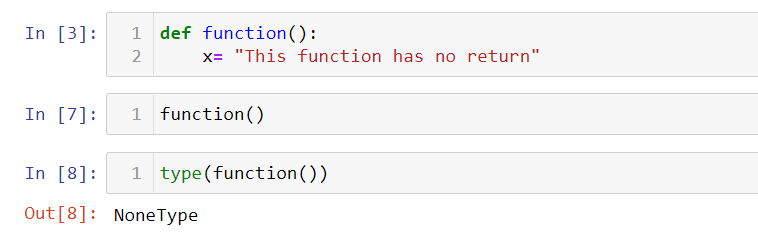 In [3]: 1 def function():
2     x= "This function has no return"
In [7]: 1 function()
In [8]: 1 type(function())
Out[8]: NoneType